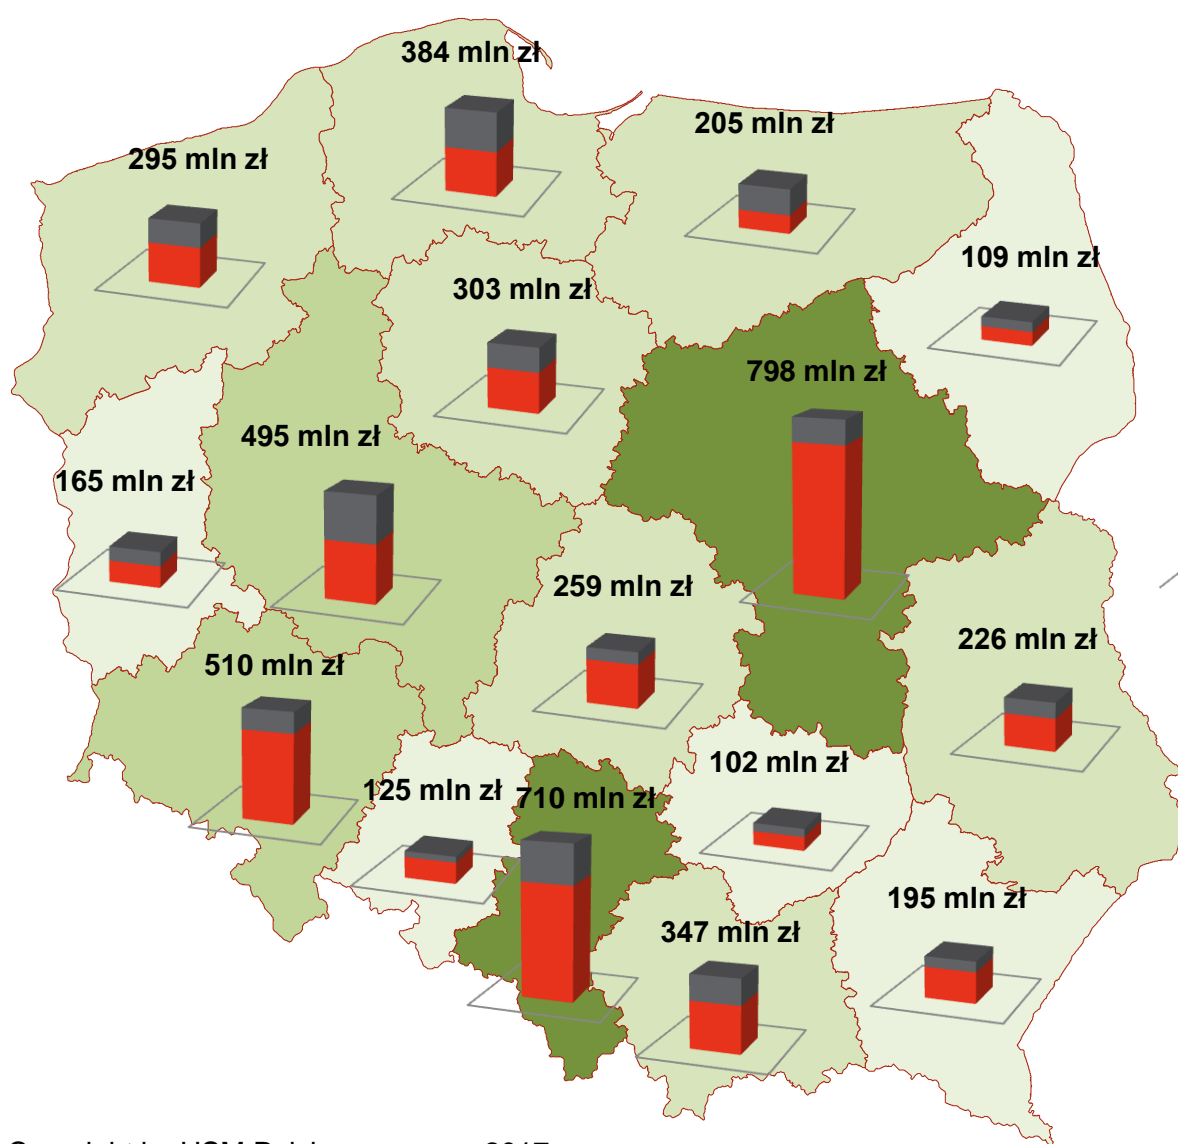 384 mln zł
205 mln zł
295 mln zł
109 mln zł
303 mln zł
798 mln zł
495 mln zł
165 mln zł
259 mln zł
226 mln zł
510 mln zł
102 mln zł
125 mln zł
710 mln zł
195 mln zł
347 mln zł